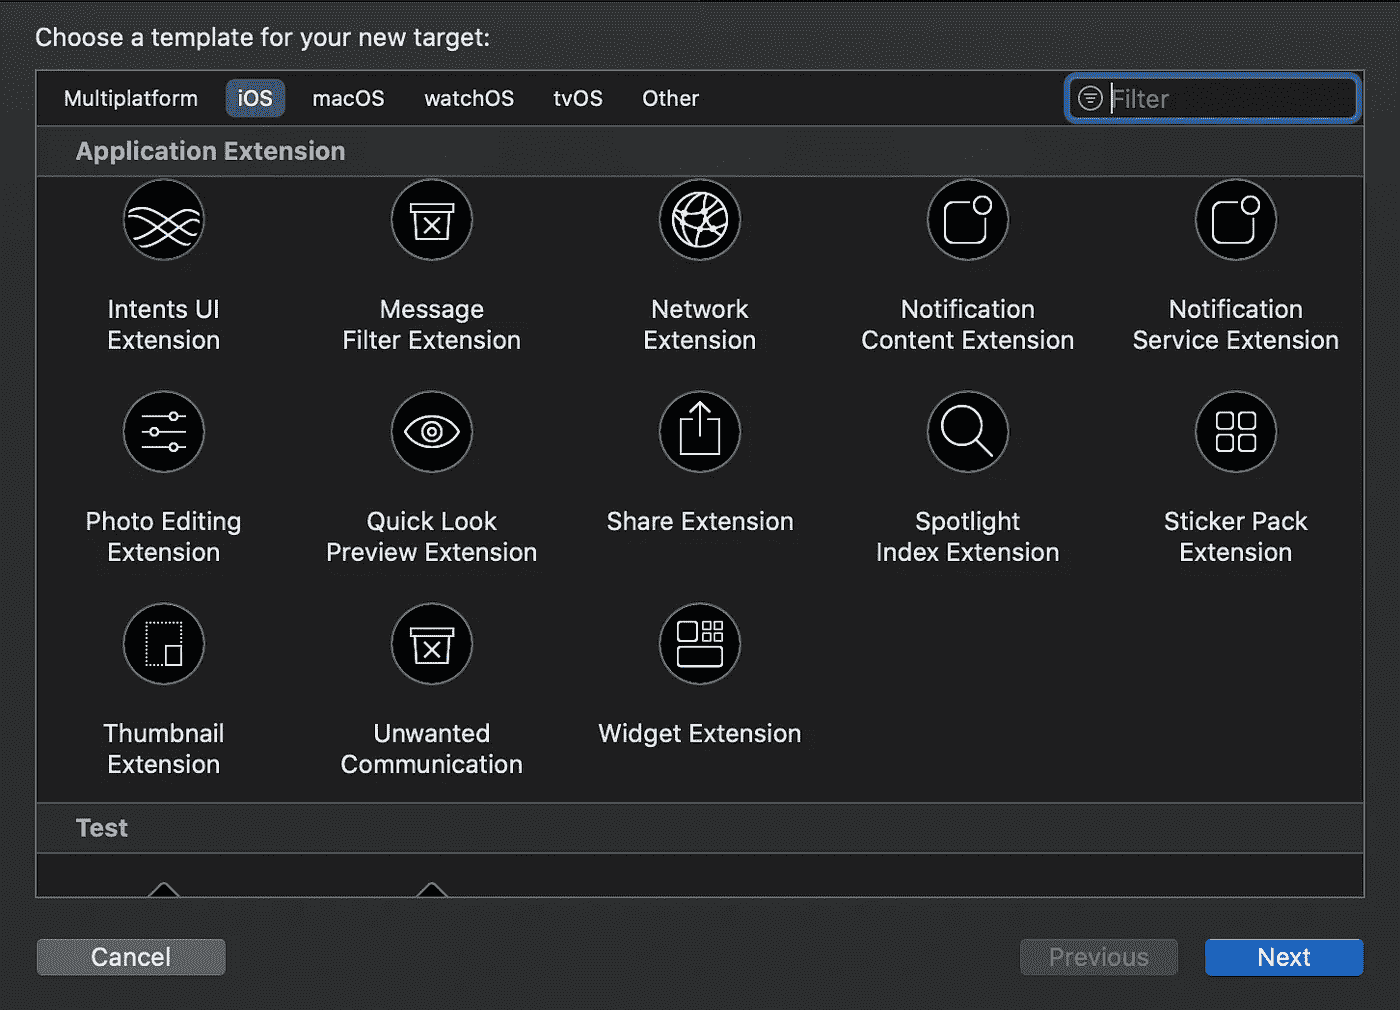 Choose a template for your new target:
Multiplatform iOS macOS watchOS tvOS Other Filter
Application Extension
Intents UI Extension
Message Filter Extension
Network Extension
Notification Content Extension
Notification Service Extension
Photo Editing Extension
Quick Look Preview Extension
Share Extension
Spotlight Index Extension
Sticker Pack Extension
Thumbnail Extension
Unwanted Communication
Widget Extension
Test
Cancel Previous Next